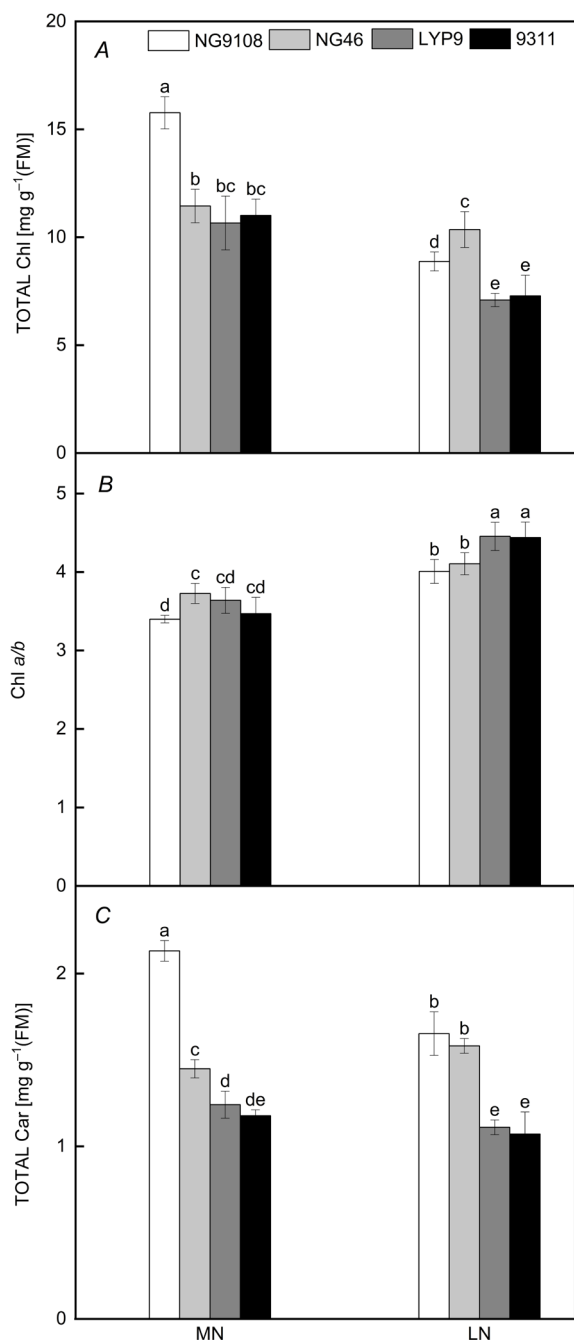 20
A
NG9108 NG46 LYP9 9311
a
15
b bc bc
c
10
d
e e
5
0
TOTAL Chl [mg g⁻¹(FM)]
B
5
a a
b b
4
c cd cd
d
3
2
1
0
Chl a/b
C
a
2
b b
c
d de
e e
1
0
TOTAL Car [mg g⁻¹(FM)]
MN LN